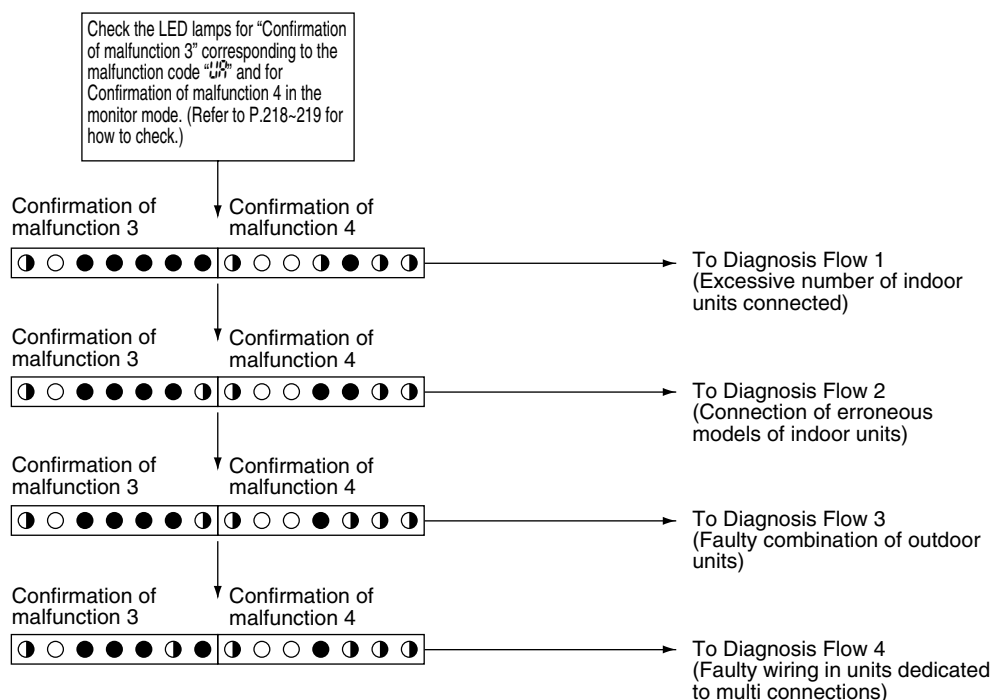 Check the LED lamps for “Confirmation
of malfunction 3” corresponding to the
malfunction code “UA” and for
Confirmation of malfunction 4 in the
monitor mode. (Refer to P.218~219 for
how to check.)
Confirmation of
malfunction 3
Confirmation of
malfunction 4
To Diagnosis Flow 1
(Excessive number of indoor
units connected)
Confirmation of
malfunction 3
Confirmation of
malfunction 4
To Diagnosis Flow 2
(Connection of erroneous
models of indoor units)
Confirmation of
malfunction 3
Confirmation of
malfunction 4
To Diagnosis Flow 3
(Faulty combination of outdoor
units)
Confirmation of
malfunction 3
Confirmation of
malfunction 4
To Diagnosis Flow 4
(Faulty wiring in units dedicated
to multi connections)